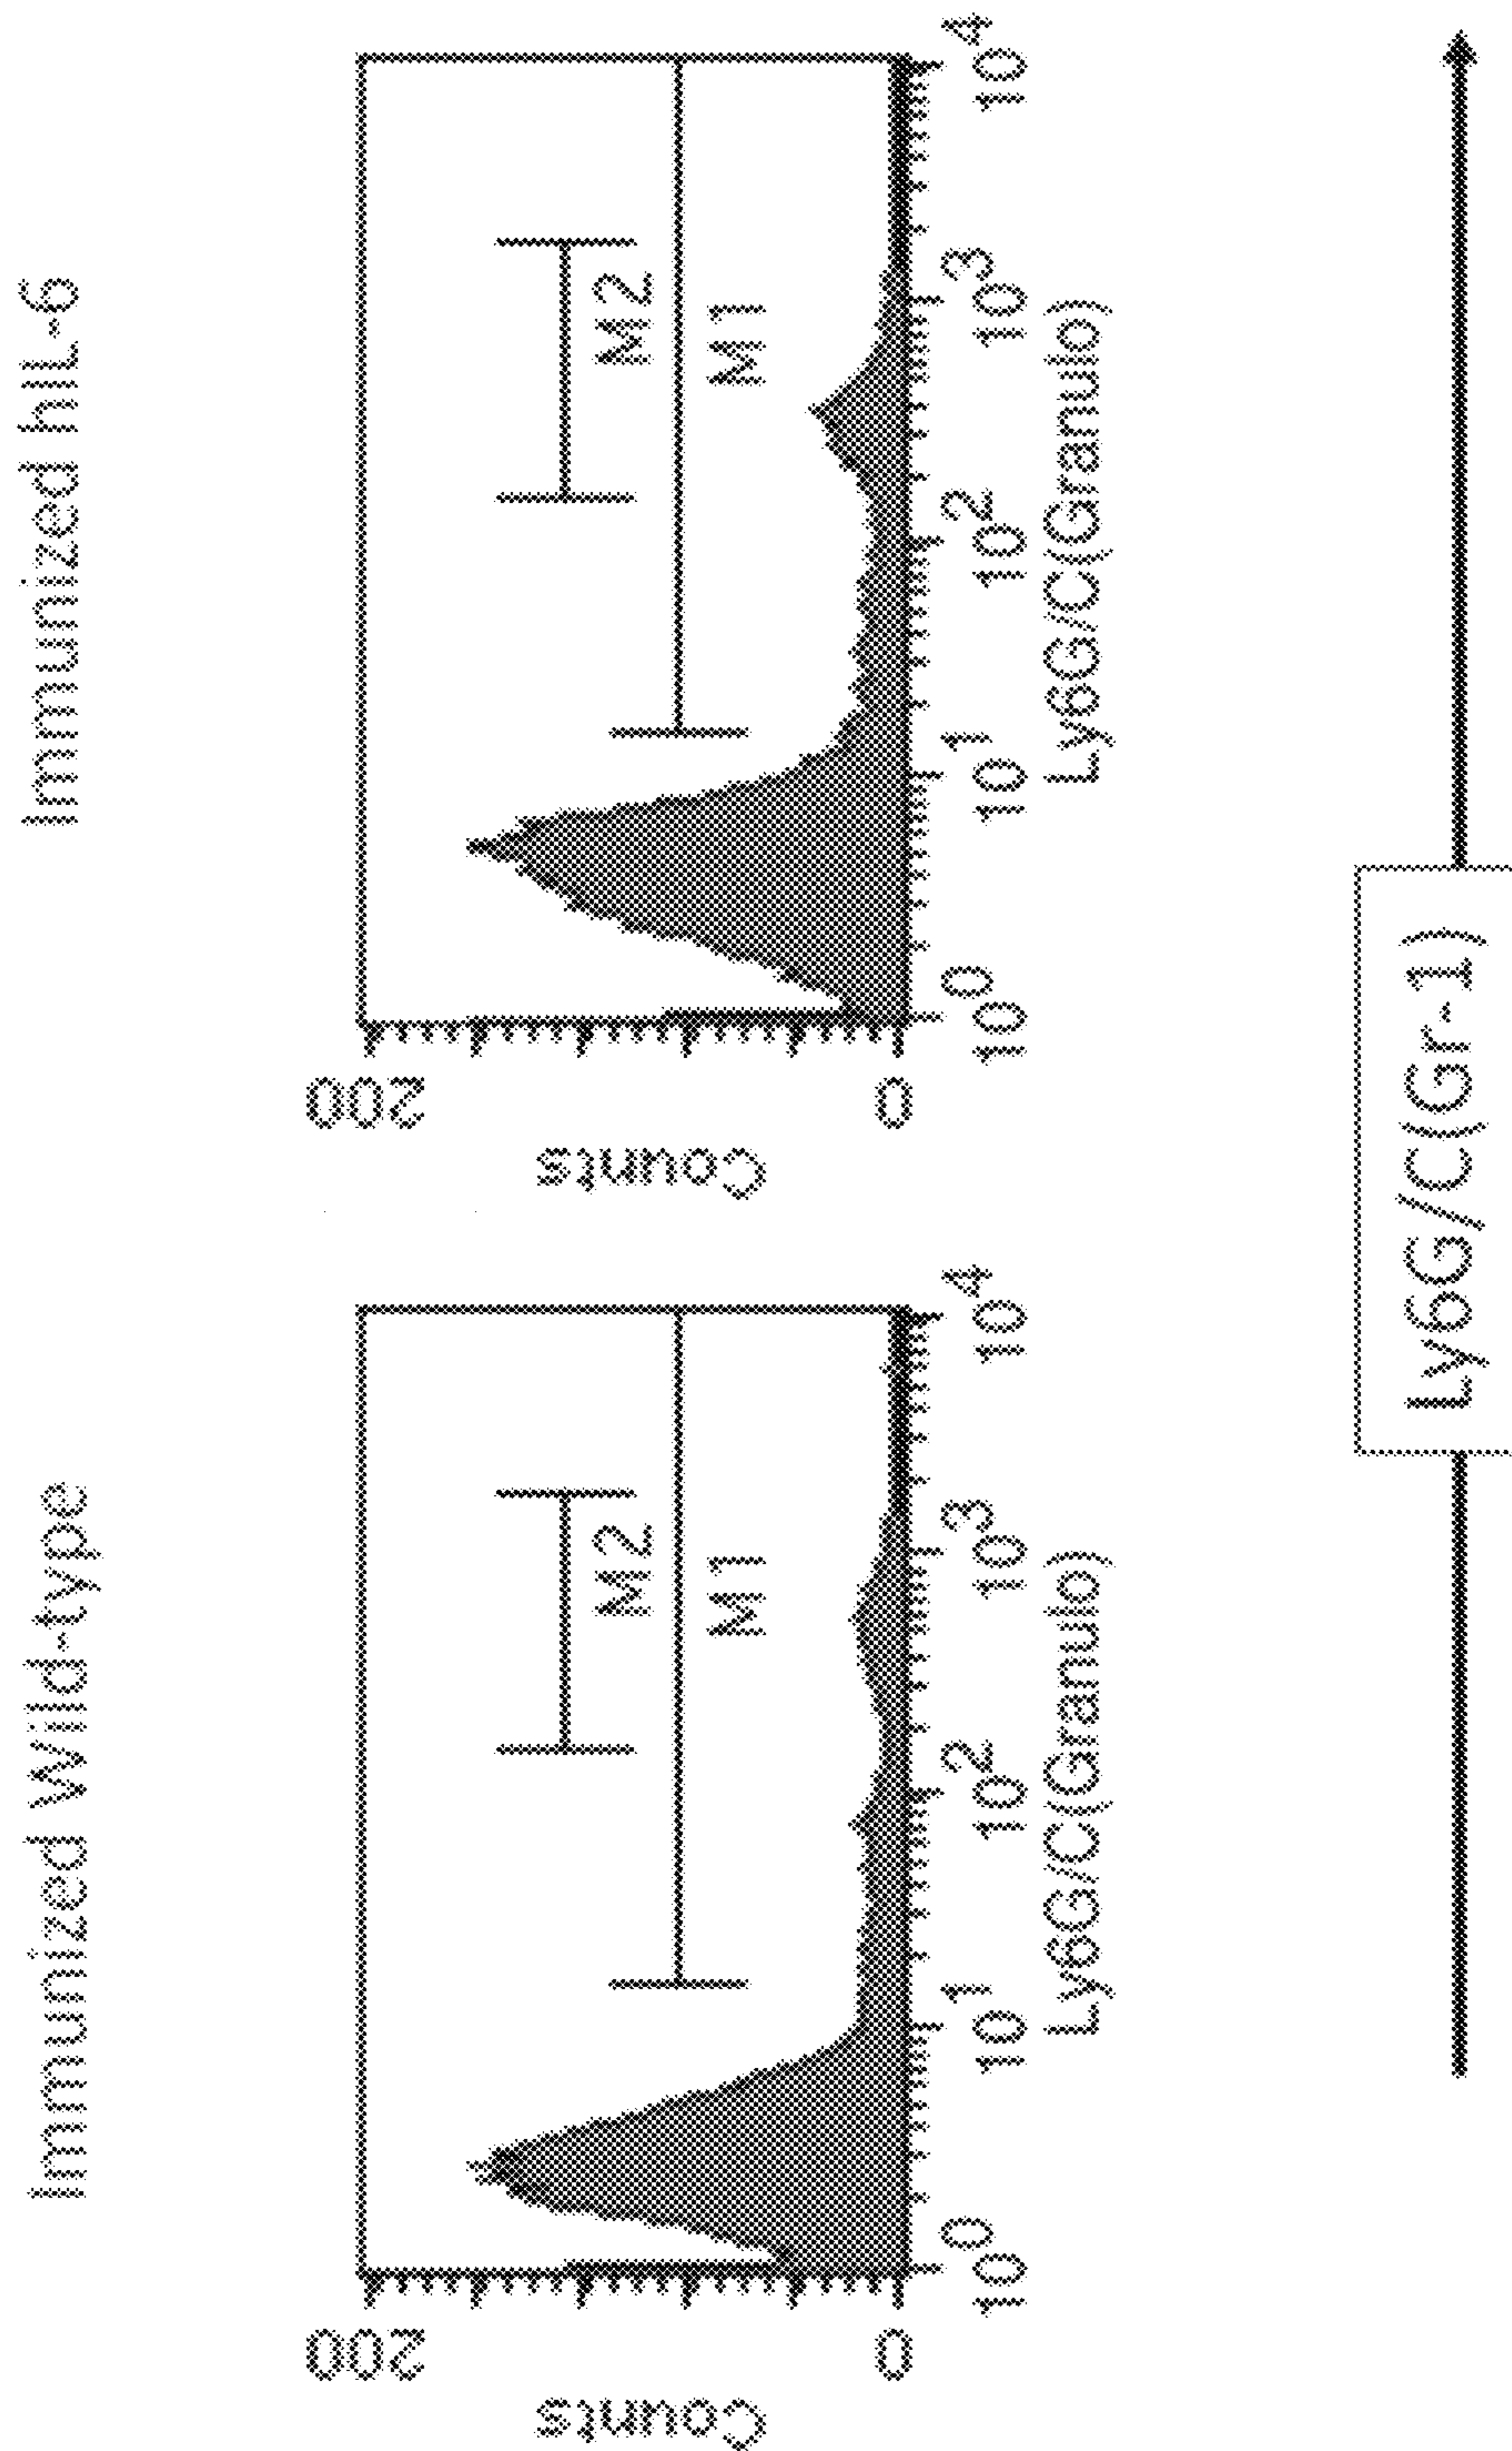 Immunized Wild-type
Counts
200
0
M2
M1
10^0 10^1 10^2 10^3 10^4
Ly6G/C(Granulo)
Immunized hIL-6
Counts
200
0
M2
M1
10^0 10^1 10^2 10^3 10^4
Ly6G/C(Granulo)
Ly6G/C(Gr-1)